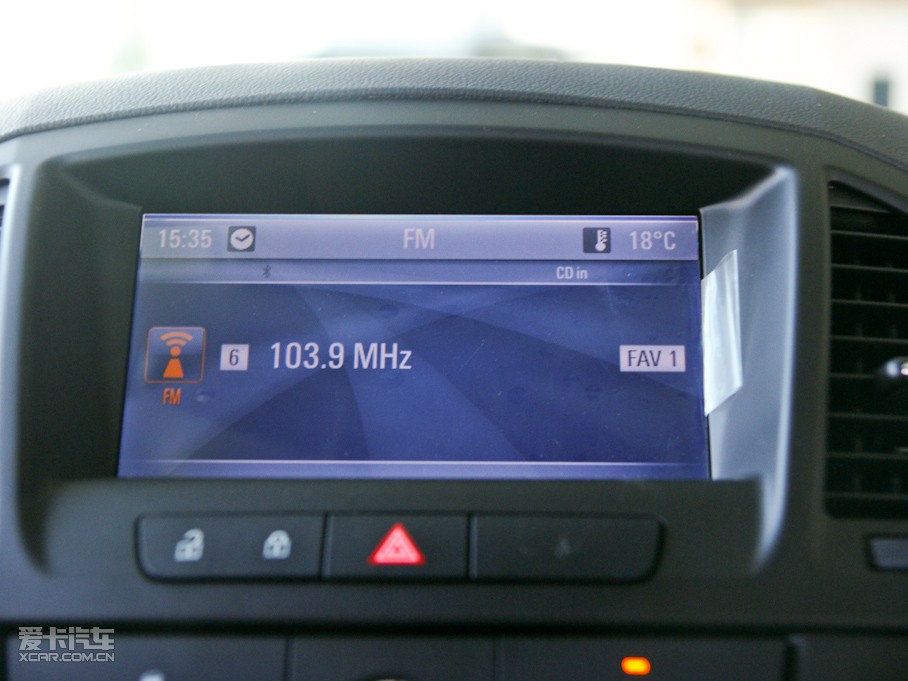 15:35 FM 18°C
CD in
6 103.9 MHz FAV 1
FM
爱卡汽车
XCAR.COM.CN